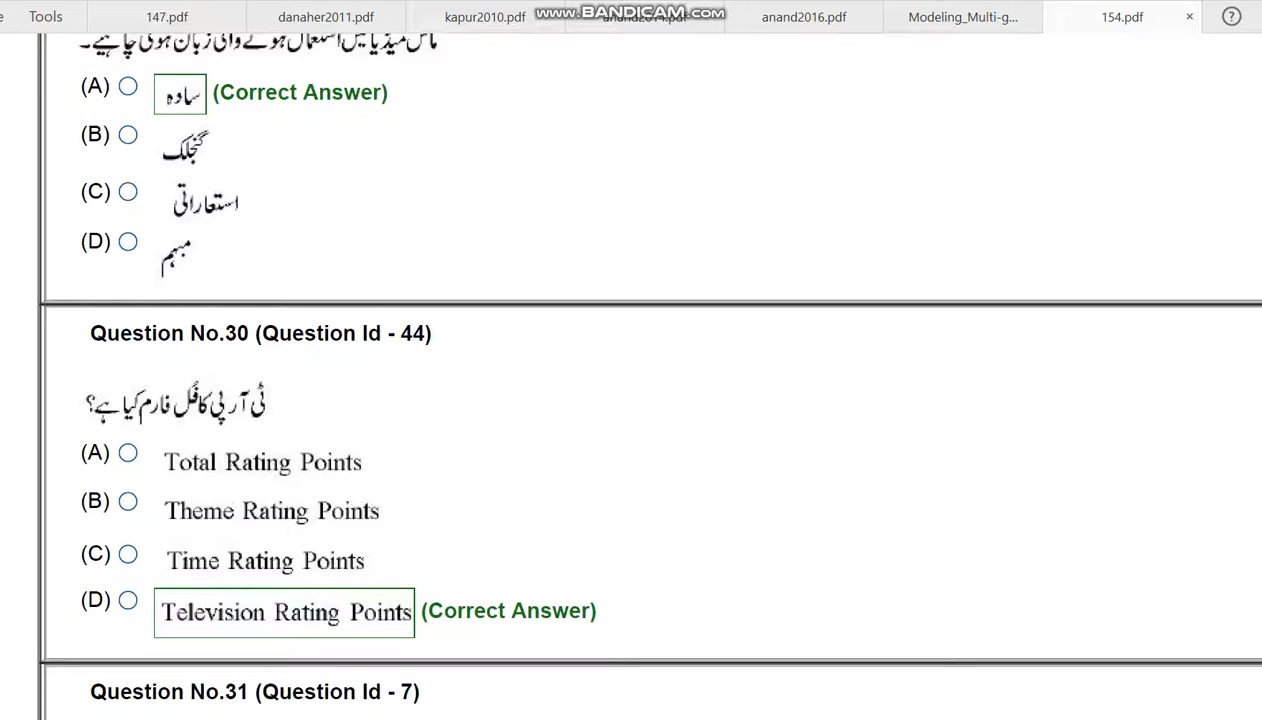 Tools 147.pdf danaher2011.pdf kapur2010.pdf anand2014.pdf anand2016.pdf Modeling_Multi-g... 154.pdf × ?
www.BANDICAM.com
ماس میڈیا میں استعمال ہونے والی زبان ہونی چاہیے۔
(A) سادہ (Correct Answer)
(B) گنجلک
(C) استعاراتی
(D) مبہم
Question No.30 (Question Id - 44)
ٹی آر پی کا فُل فارم کیا ہے؟
(A) Total Rating Points
(B) Theme Rating Points
(C) Time Rating Points
(D) Television Rating Points (Correct Answer)
Question No.31 (Question Id - 7)